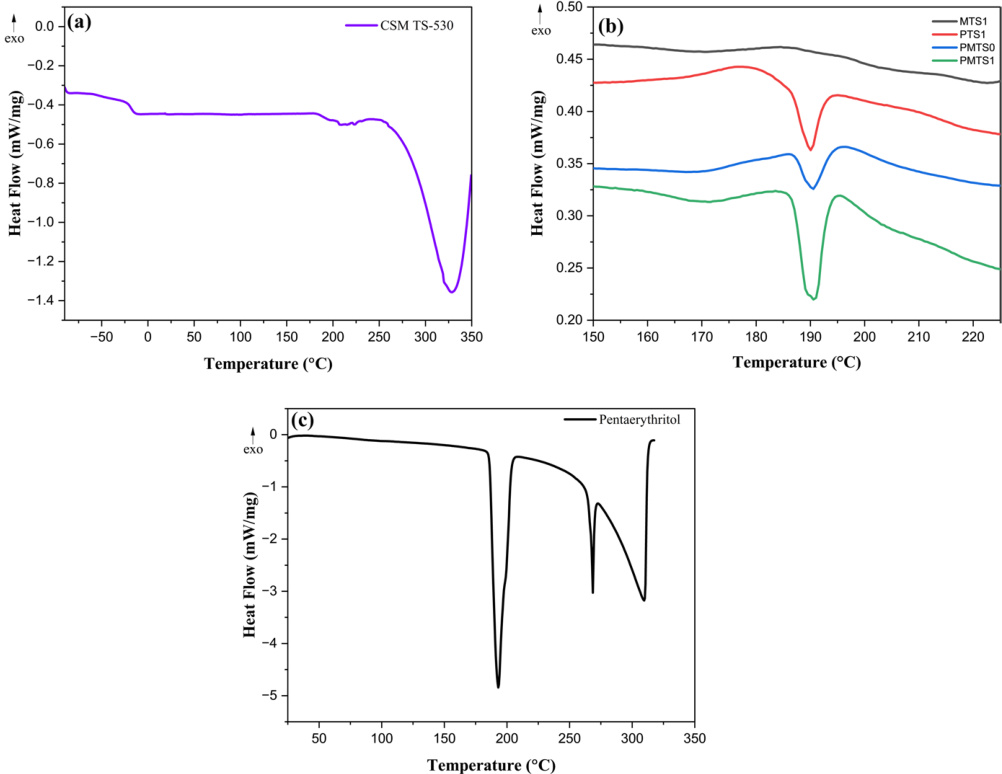 (a)
exo
CSM TS-530
0.0
−0.2
−0.4
−0.6
−0.8
−1.0
−1.2
−1.4
Heat Flow (mW/mg)
−50 0 50 100 150 200 250 300 350
Temperature (°C)
(b)
exo
MTS1
PTS1
PMTS0
PMTS1
0.50
0.45
0.40
0.35
0.30
0.25
0.20
Heat Flow (mW/mg)
150 160 170 180 190 200 210 220
Temperature (°C)
(c)
exo
Pentaerythritol
0
−1
−2
−3
−4
−5
Heat Flow (mW/mg)
50 100 150 200 250 300 350
Temperature (°C)